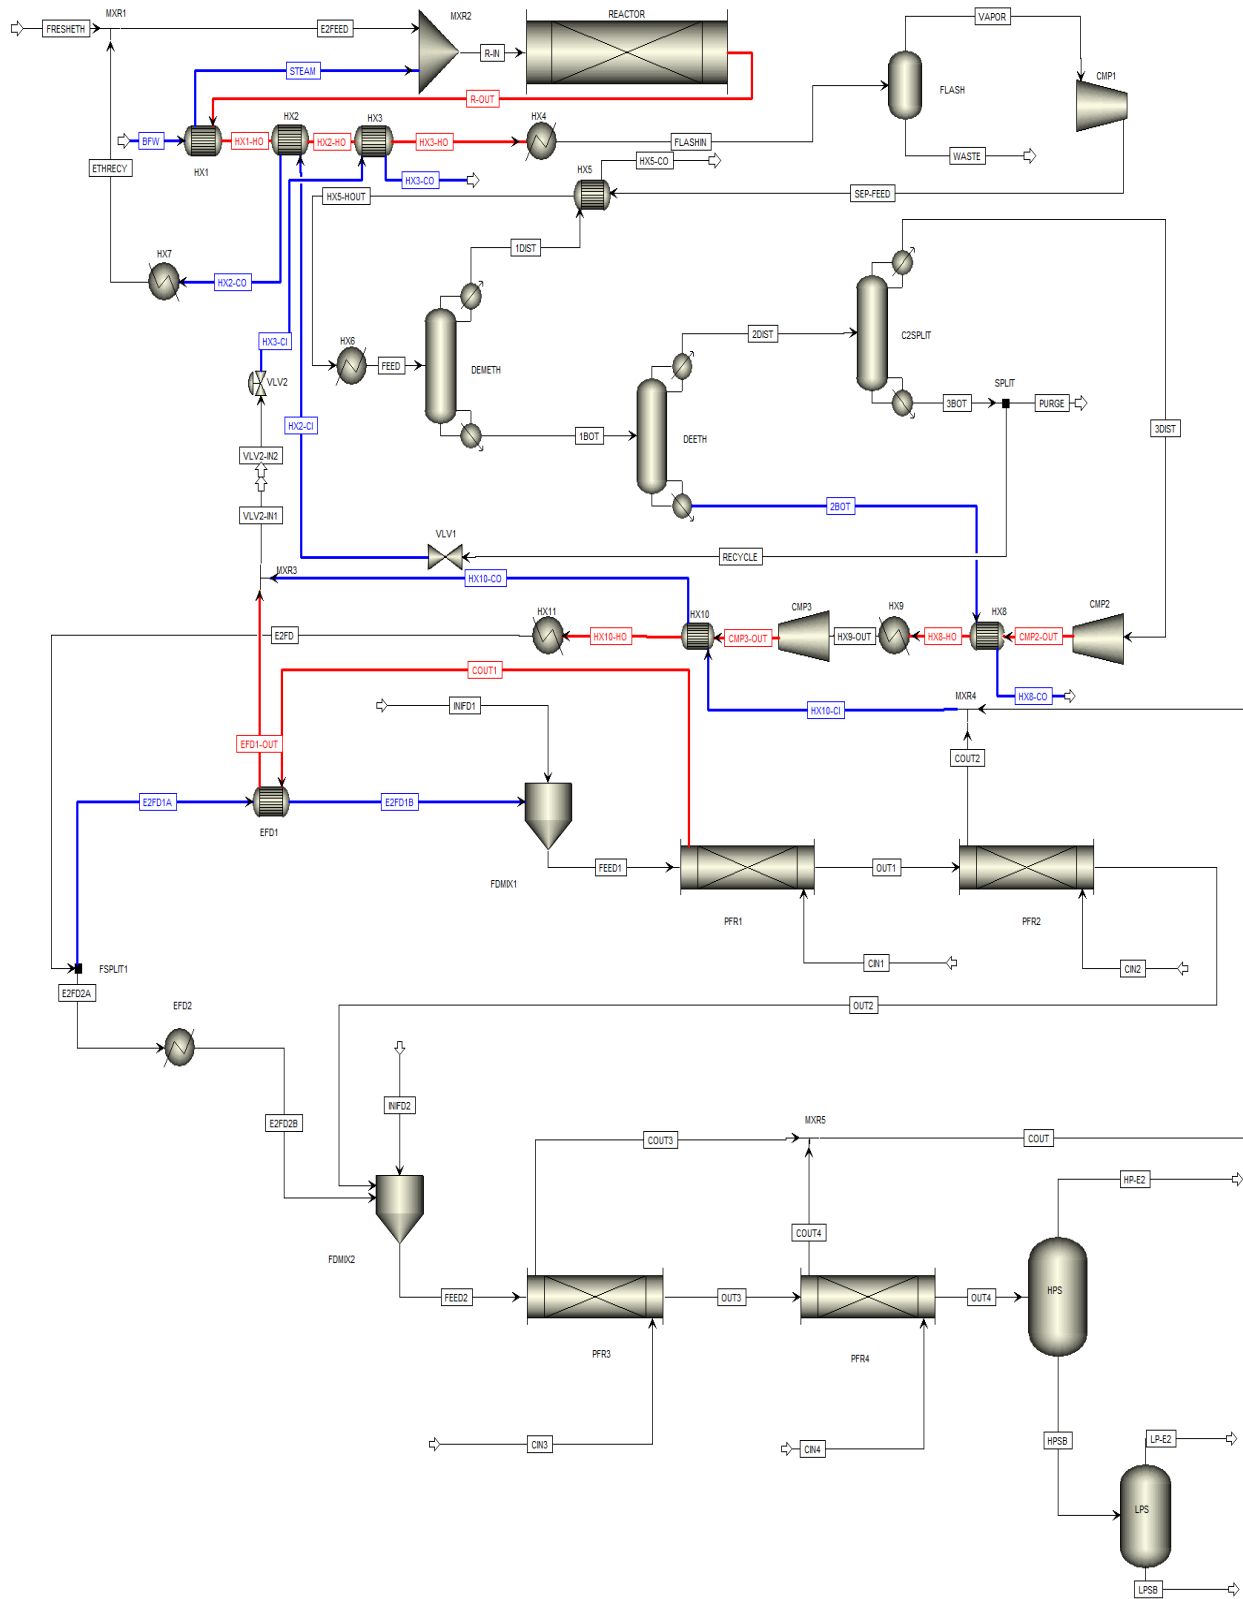 MXR1
FRESHETH
E2FEED
MXR2
R-IN
REACTOR
VAPOR
CMP1
FLASH
STEAM
R-OUT
BFW
HX1
HX1-HO
HX2
HX2-HO
HX3
HX3-HO
HX4
FLASHIN
WASTE
ETHRECY
HX3-CO
HX5-CO
HX5
HX5-HOUT
SEP-FEED
1DIST
HX7
HX2-CO
HX3-CI
HX6
FEED
DEMETH
2DIST
C2SPLIT
VLV2
SPLIT
3BOT
PURGE
HX2-CI
1BOT
DEETH
3DIST
VLV2-IN2
VLV2-IN1
2BOT
VLV1
RECYCLE
MXR3
HX10-CO
E2FD
HX11
HX10-HO
HX10
CMP3-OUT
CMP3
HX9-OUT
HX9
HX8-HO
HX8
CMP2-OUT
CMP2
COUT1
HX8-CO
MXR4
HX10-CI
INIFD1
COUT2
EFD1-OUT
E2FD1A
E2FD1B
EFD1
FDMIX1
FEED1
OUT1
PFR1
PFR2
CIN1
CIN2
FSPLIT1
E2FD2A
EFD2
OUT2
E2FD2B
INIFD2
MXR5
COUT3
COUT
HP-E2
COUT4
FDMIX2
FEED2
OUT3
OUT4
HPS
PFR3
PFR4
CIN3
CIN4
HPSB
LP-E2
LPS
LPSB